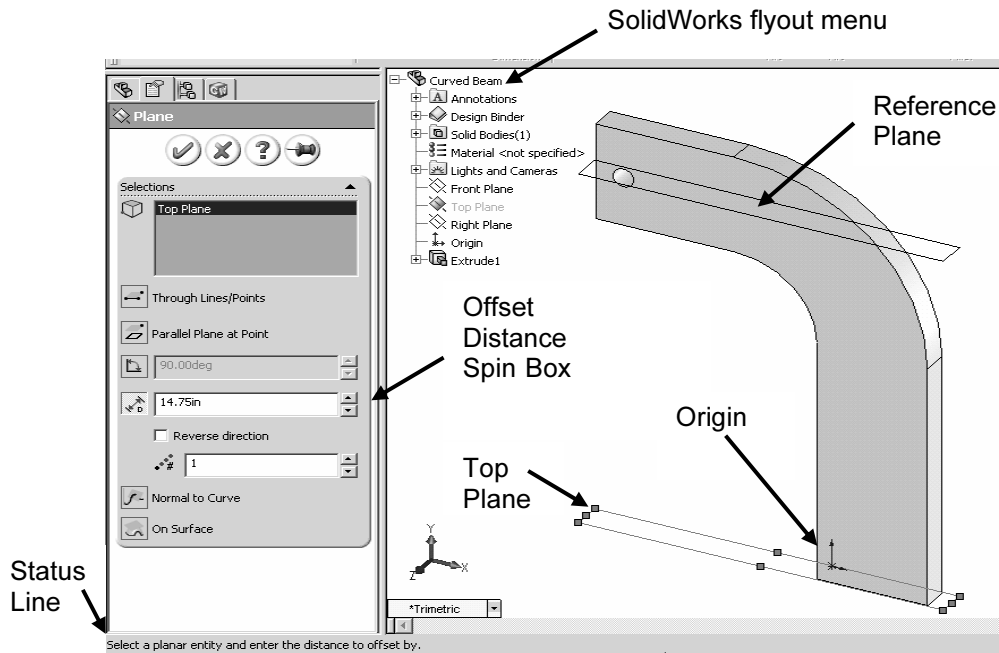 SolidWorks flyout menu
Curved Beam
Annotations
Design Binder
Solid Bodies(1)
Material <not specified>
Lights and Cameras
Front Plane
Top Plane
Right Plane
Origin
Extrude1
Plane
Selections
Top Plane
Through Lines/Points
Parallel Plane at Point
90.00deg
D
14.75in
Reverse direction
#
1
Normal to Curve
On Surface
Reference
Plane
Offset
Distance
Spin Box
Origin
Top
Plane
Y
X
Z
*Trimetric
Status
Line
Select a planar entity and enter the distance to offset by.